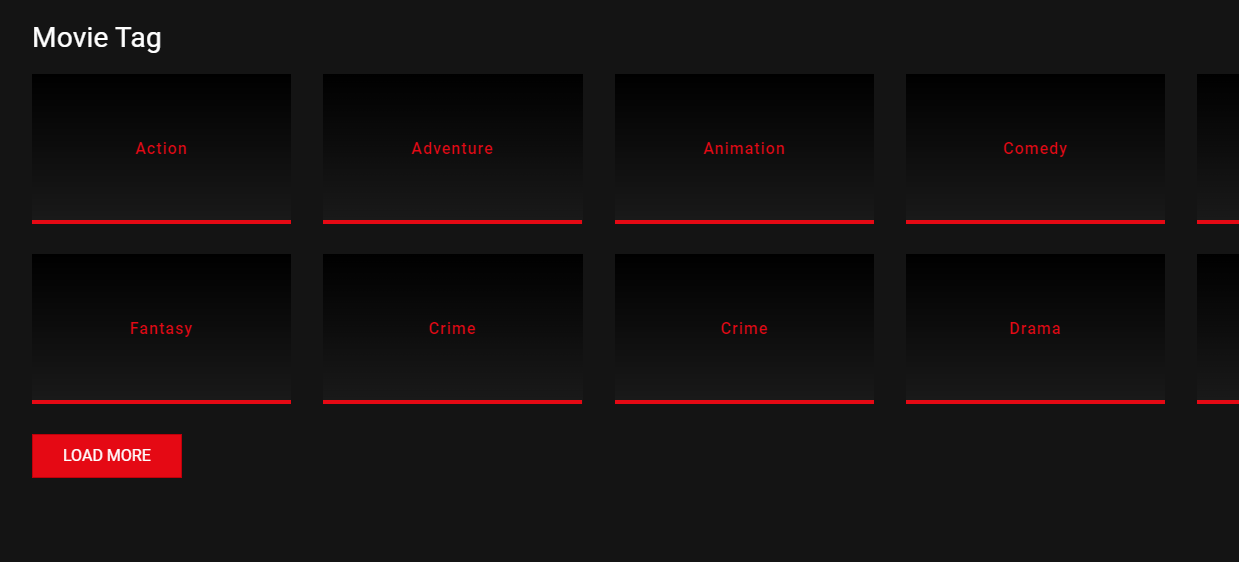 Movie Tag
Action Adventure Animation Comedy
Fantasy Crime Crime Drama
LOAD MORE